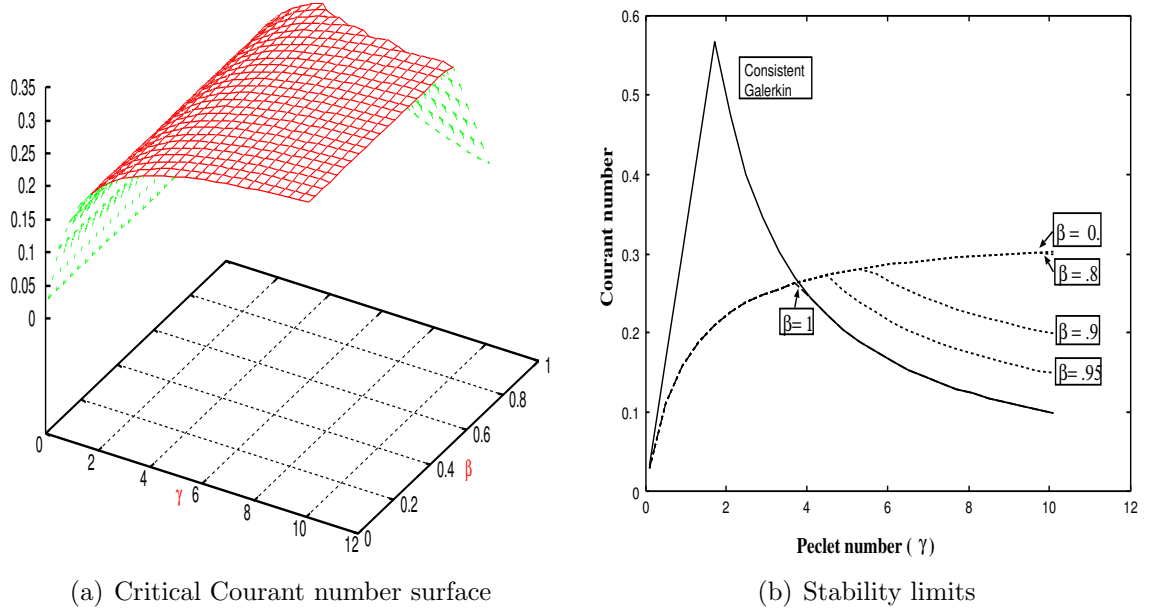 0.35
0.3
0.25
0.2
0.15
0.1
0.05
0
0
2
4
6
8
10
12
γ
0
0.2
0.4
0.6
0.8
1
β
(a) Critical Courant number surface
0.6
0.5
0.4
0.3
0.2
0.1
0
Courant number
Consistent
Galerkin
β = 0.
β = .8
β= 1
β = .9
β= .95
0
2
4
6
8
10
12
Peclet number ( γ)
(b) Stability limits